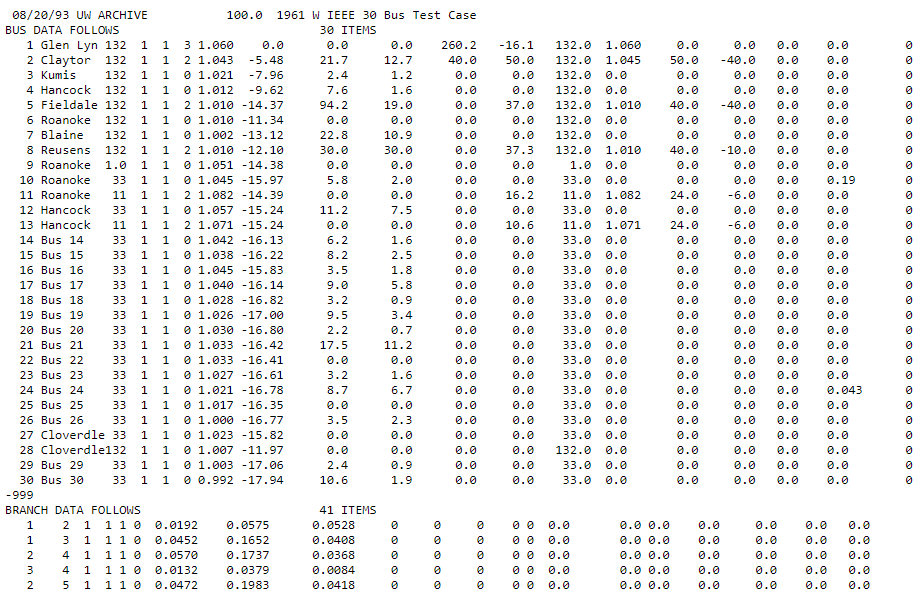 08/20/93 UW ARCHIVE           100.0  1961 W IEEE 30 Bus Test Case
BUS DATA FOLLOWS                            30 ITEMS
   1 Glen Lyn 132  1  1  3 1.060    0.0      0.0      0.0    260.2   -16.1   132.0  1.060     0.0     0.0   0.0    0.0        0
   2 Claytor  132  1  1  2 1.043  -5.48     21.7     12.7     40.0    50.0   132.0  1.045    50.0   -40.0   0.0    0.0        0
   3 Kumis    132  1  1  0 1.021  -7.96      2.4      1.2      0.0     0.0   132.0  0.0       0.0     0.0   0.0    0.0        0
   4 Hancock  132  1  1  0 1.012  -9.62      7.6      1.6      0.0     0.0   132.0  0.0       0.0     0.0   0.0    0.0        0
   5 Fieldale 132  1  1  2 1.010 -14.37     94.2     19.0      0.0    37.0   132.0  1.010    40.0   -40.0   0.0    0.0        0
   6 Roanoke  132  1  1  0 1.010 -11.34      0.0      0.0      0.0     0.0   132.0  0.0       0.0     0.0   0.0    0.0        0
   7 Blaine   132  1  1  0 1.002 -13.12     22.8     10.9      0.0     0.0   132.0  0.0       0.0     0.0   0.0    0.0        0
   8 Reusens  132  1  1  2 1.010 -12.10     30.0     30.0      0.0    37.3   132.0  1.010    40.0   -10.0   0.0    0.0        0
   9 Roanoke  1.0  1  1  0 1.051 -14.38      0.0      0.0      0.0     0.0     1.0  0.0       0.0     0.0   0.0    0.0        0
  10 Roanoke   33  1  1  0 1.045 -15.97      5.8      2.0      0.0     0.0    33.0  0.0       0.0     0.0   0.0    0.19       0
  11 Roanoke   11  1  1  2 1.082 -14.39      0.0      0.0      0.0    16.2    11.0  1.082    24.0    -6.0   0.0    0.0        0
  12 Hancock   33  1  1  0 1.057 -15.24     11.2      7.5      0.0     0.0    33.0  0.0       0.0     0.0   0.0    0.0        0
  13 Hancock   11  1  1  2 1.071 -15.24      0.0      0.0      0.0    10.6    11.0  1.071    24.0    -6.0   0.0    0.0        0
  14 Bus 14    33  1  1  0 1.042 -16.13      6.2      1.6      0.0     0.0    33.0  0.0       0.0     0.0   0.0    0.0        0
  15 Bus 15    33  1  1  0 1.038 -16.22      8.2      2.5      0.0     0.0    33.0  0.0       0.0     0.0   0.0    0.0        0
  16 Bus 16    33  1  1  0 1.045 -15.83      3.5      1.8      0.0     0.0    33.0  0.0       0.0     0.0   0.0    0.0        0
  17 Bus 17    33  1  1  0 1.040 -16.14      9.0      5.8      0.0     0.0    33.0  0.0       0.0     0.0   0.0    0.0        0
  18 Bus 18    33  1  1  0 1.028 -16.82      3.2      0.9      0.0     0.0    33.0  0.0       0.0     0.0   0.0    0.0        0
  19 Bus 19    33  1  1  0 1.026 -17.00      9.5      3.4      0.0     0.0    33.0  0.0       0.0     0.0   0.0    0.0        0
  20 Bus 20    33  1  1  0 1.030 -16.80      2.2      0.7      0.0     0.0    33.0  0.0       0.0     0.0   0.0    0.0        0
  21 Bus 21    33  1  1  0 1.033 -16.42     17.5     11.2      0.0     0.0    33.0  0.0       0.0     0.0   0.0    0.0        0
  22 Bus 22    33  1  1  0 1.033 -16.41      0.0      0.0      0.0     0.0    33.0  0.0       0.0     0.0   0.0    0.0        0
  23 Bus 23    33  1  1  0 1.027 -16.61      3.2      1.6      0.0     0.0    33.0  0.0       0.0     0.0   0.0    0.0        0
  24 Bus 24    33  1  1  0 1.021 -16.78      8.7      6.7      0.0     0.0    33.0  0.0       0.0     0.0   0.0    0.043      0
  25 Bus 25    33  1  1  0 1.017 -16.35      0.0      0.0      0.0     0.0    33.0  0.0       0.0     0.0   0.0    0.0        0
  26 Bus 26    33  1  1  0 1.000 -16.77      3.5      2.3      0.0     0.0    33.0  0.0       0.0     0.0   0.0    0.0        0
  27 Cloverdle 33  1  1  0 1.023 -15.82      0.0      0.0      0.0     0.0    33.0  0.0       0.0     0.0   0.0    0.0        0
  28 Cloverdle132  1  1  0 1.007 -11.97      0.0      0.0      0.0     0.0   132.0  0.0       0.0     0.0   0.0    0.0        0
  29 Bus 29    33  1  1  0 1.003 -17.06      2.4      0.9      0.0     0.0    33.0  0.0       0.0     0.0   0.0    0.0        0
  30 Bus 30    33  1  1  0 0.992 -17.94     10.6      1.9      0.0     0.0    33.0  0.0       0.0     0.0   0.0    0.0        0
-999
BRANCH DATA FOLLOWS                         41 ITEMS
   1    2  1  1 1 0  0.0192    0.0575      0.0528     0     0     0    0 0  0.0       0.0 0.0    0.0     0.0    0.0   0.0
   1    3  1  1 1 0  0.0452    0.1652      0.0408     0     0     0    0 0  0.0       0.0 0.0    0.0     0.0    0.0   0.0
   2    4  1  1 1 0  0.0570    0.1737      0.0368     0     0     0    0 0  0.0       0.0 0.0    0.0     0.0    0.0   0.0
   3    4  1  1 1 0  0.0132    0.0379      0.0084     0     0     0    0 0  0.0       0.0 0.0    0.0     0.0    0.0   0.0
   2    5  1  1 1 0  0.0472    0.1983      0.0418     0     0     0    0 0  0.0       0.0 0.0    0.0     0.0    0.0   0.0